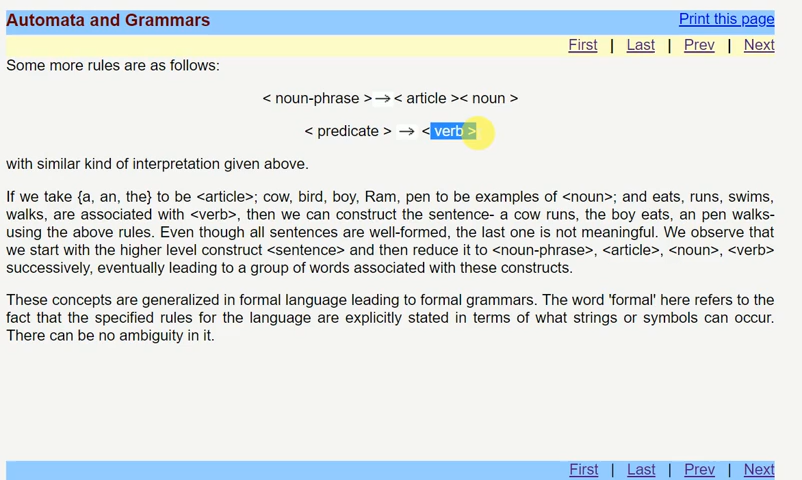 Automata and Grammars Print this page
First | Last | Prev | Next
Some more rules are as follows:
< noun-phrase > → < article >< noun >
< predicate > → < verb >
with similar kind of interpretation given above.
If we take {a, an, the} to be <article>; cow, bird, boy, Ram, pen to be examples of <noun>; and eats, runs, swims,
walks, are associated with <verb>, then we can construct the sentence- a cow runs, the boy eats, an pen walks-
using the above rules. Even though all sentences are well-formed, the last one is not meaningful. We observe that
we start with the higher level construct <sentence> and then reduce it to <noun-phrase>, <article>, <noun>, <verb>
successively, eventually leading to a group of words associated with these constructs.
These concepts are generalized in formal language leading to formal grammars. The word 'formal' here refers to the
fact that the specified rules for the language are explicitly stated in terms of what strings or symbols can occur.
There can be no ambiguity in it.
First | Last | Prev | Next